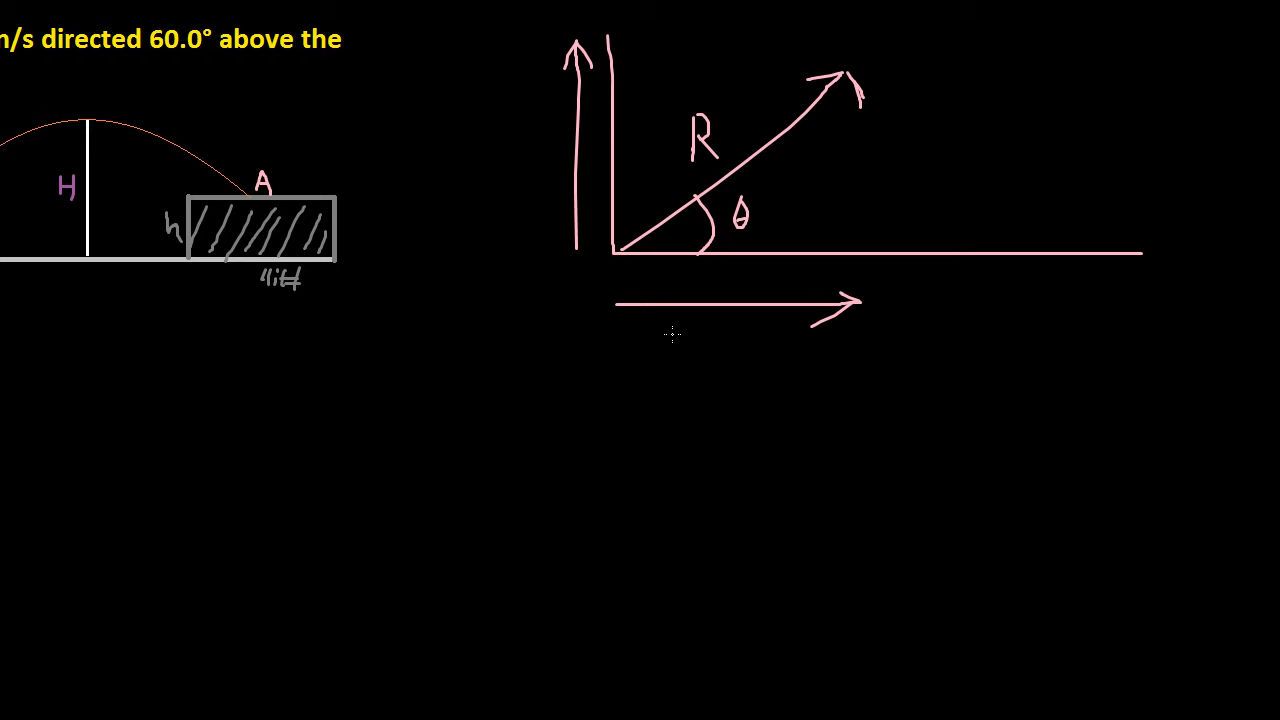 m/s directed 60.0° above the
R
A
H
θ
h